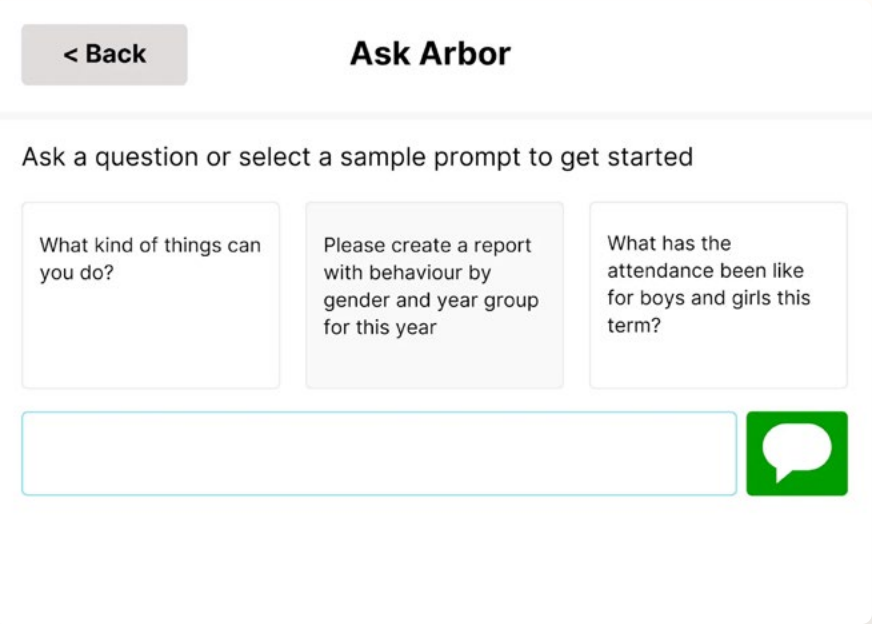 < Back
Ask Arbor
Ask a question or select a sample prompt to get started
What kind of things can
you do?
Please create a report
with behaviour by
gender and year group
for this year
What has the
attendance been like
for boys and girls this
term?